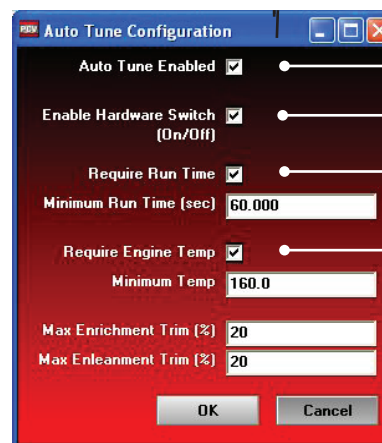 PCV Auto Tune Configuration
Auto Tune Enabled
Enable Hardware Switch
(On/Off)
Require Run Time
Minimum Run Time (sec) 60.000
Require Engine Temp
Minimum Temp 160.0
Max Enrichment Trim (%) 20
Max Enleanment Trim (%) 20
OK Cancel